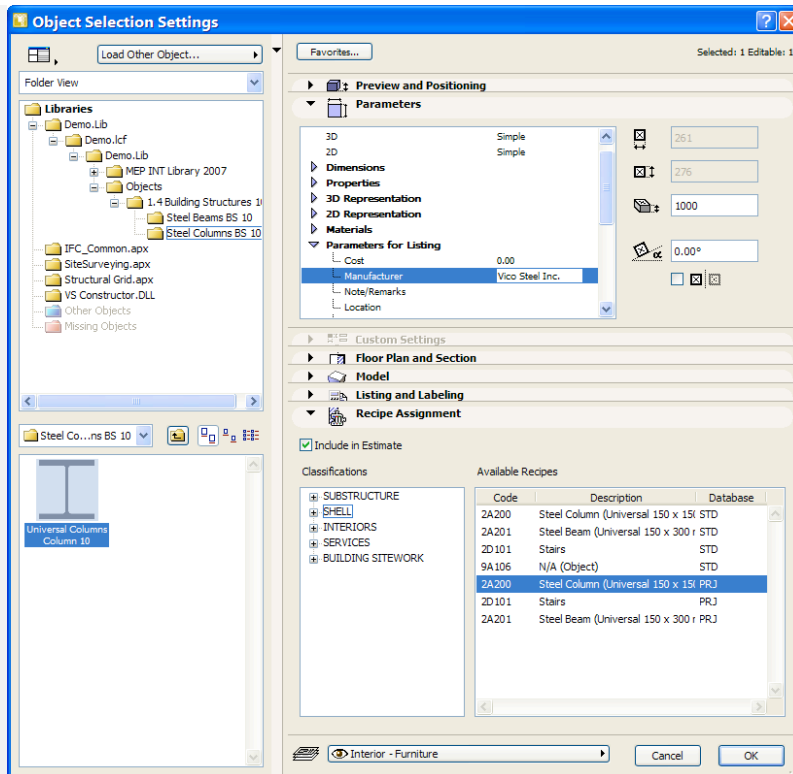 Object Selection Settings
Load Other Object...
Folder View
Libraries
Demo.Lib
Demo.lcf
Demo.Lib
MEP INT Library 2007
Objects
1.4 Building Structures 10
Steel Beams BS 10
Steel Columns BS 10
IFC_Common.apx
SiteSurveying.apx
Structural Grid.apx
VS Constructor.DLL
Other Objects
Missing Objects
Steel Co...ns BS 10
Universal Columns
Column 10
Favorites...
Selected: 1 Editable: 1
Preview and Positioning
Parameters
3D Simple
2D Simple
Dimensions
Properties
3D Representation
2D Representation
Materials
Parameters for Listing
Cost 0.00
Manufacturer Vico Steel Inc.
Note/Remarks
Location
261
276
1000
α 0.00°
Custom Settings
Floor Plan and Section
Model
Listing and Labeling
Recipe Assignment
Include in Estimate
Classifications
SUBSTRUCTURE
SHELL
INTERIORS
SERVICES
BUILDING SITEWORK
Available Recipes
Code Description Database
2A200 Steel Column (Universal 150 x 150 STD
2A201 Steel Beam (Universal 150 x 300 r STD
2D101 Stairs STD
9A106 N/A (Object) STD
2A200 Steel Column (Universal 150 x 150 PRJ
2D101 Stairs PRJ
2A201 Steel Beam (Universal 150 x 300 r PRJ
Interior - Furniture
Cancel
OK